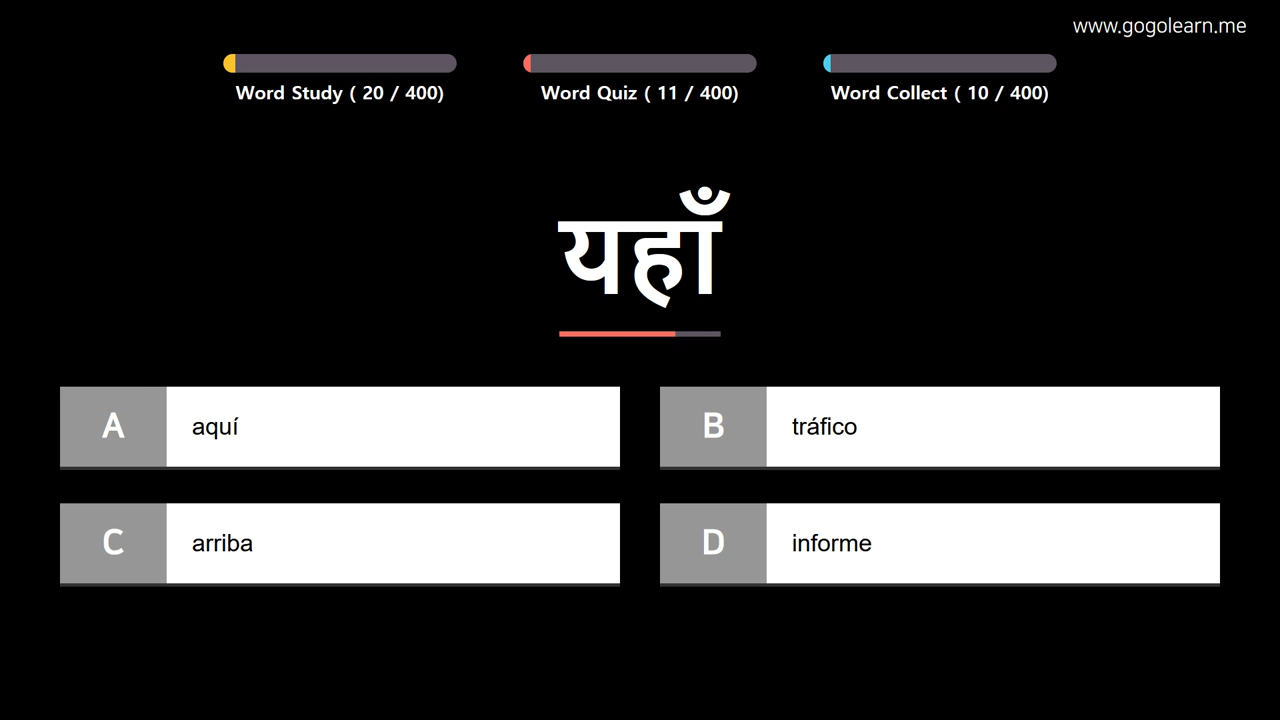 www.gogolearn.me
Word Study ( 20 / 400)
Word Quiz ( 11 / 400)
Word Collect ( 10 / 400)
यहाँ
A
aquí
B
tráfico
C
arriba
D
informe